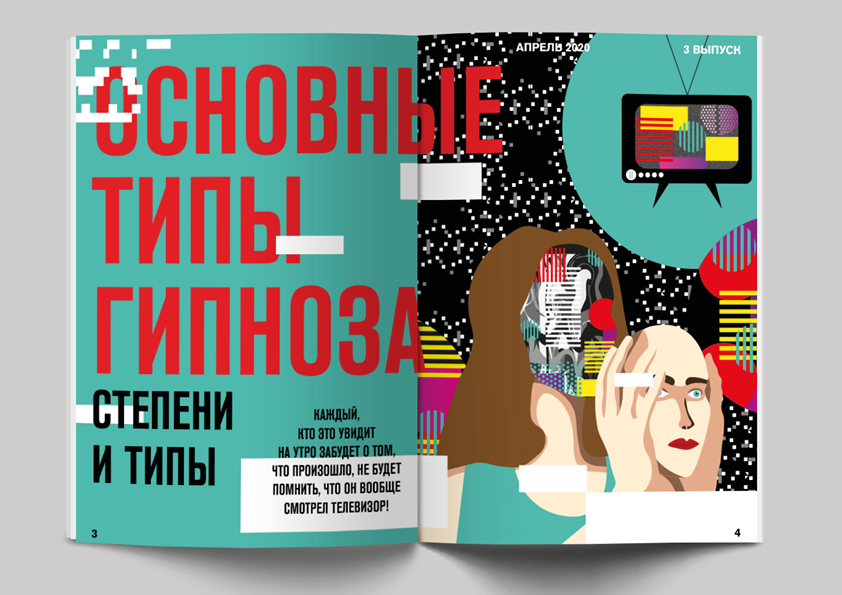 АПРЕЛЬ 2020
3 ВЫПУСК
ОСНОВНЫЕ
ТИПЫ
ГИПНОЗА
СТЕПЕНИ
И ТИПЫ
КАЖДЫЙ,
КТО ЭТО УВИДИТ
НА УТРО ЗАБУДЕТ О ТОМ,
ЧТО ПРОИЗОШЛО, НЕ БУДЕТ
ПОМНИТЬ, ЧТО ОН ВООБЩЕ
СМОТРЕЛ ТЕЛЕВИЗОР!
3
4